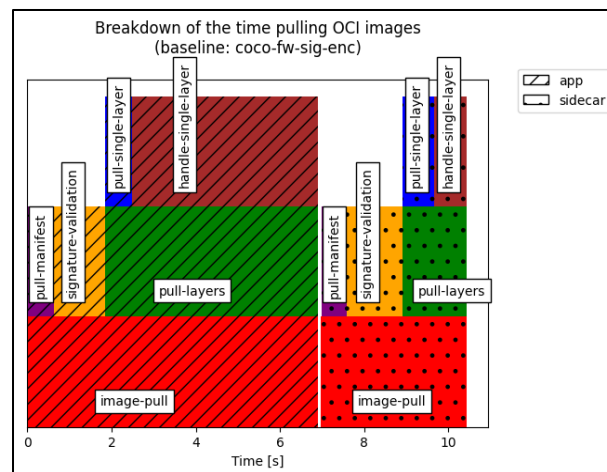 Breakdown of the time pulling OCI images
(baseline: coco-fw-sig-enc)
app
sidecar
pull-single-layer
handle-single-layer
pull-single-layer
handle-single-layer
pull-manifest
signature-validation
pull-layers
pull-manifest
signature-validation
pull-layers
image-pull
image-pull
0 2 4 6 8 10
Time [s]